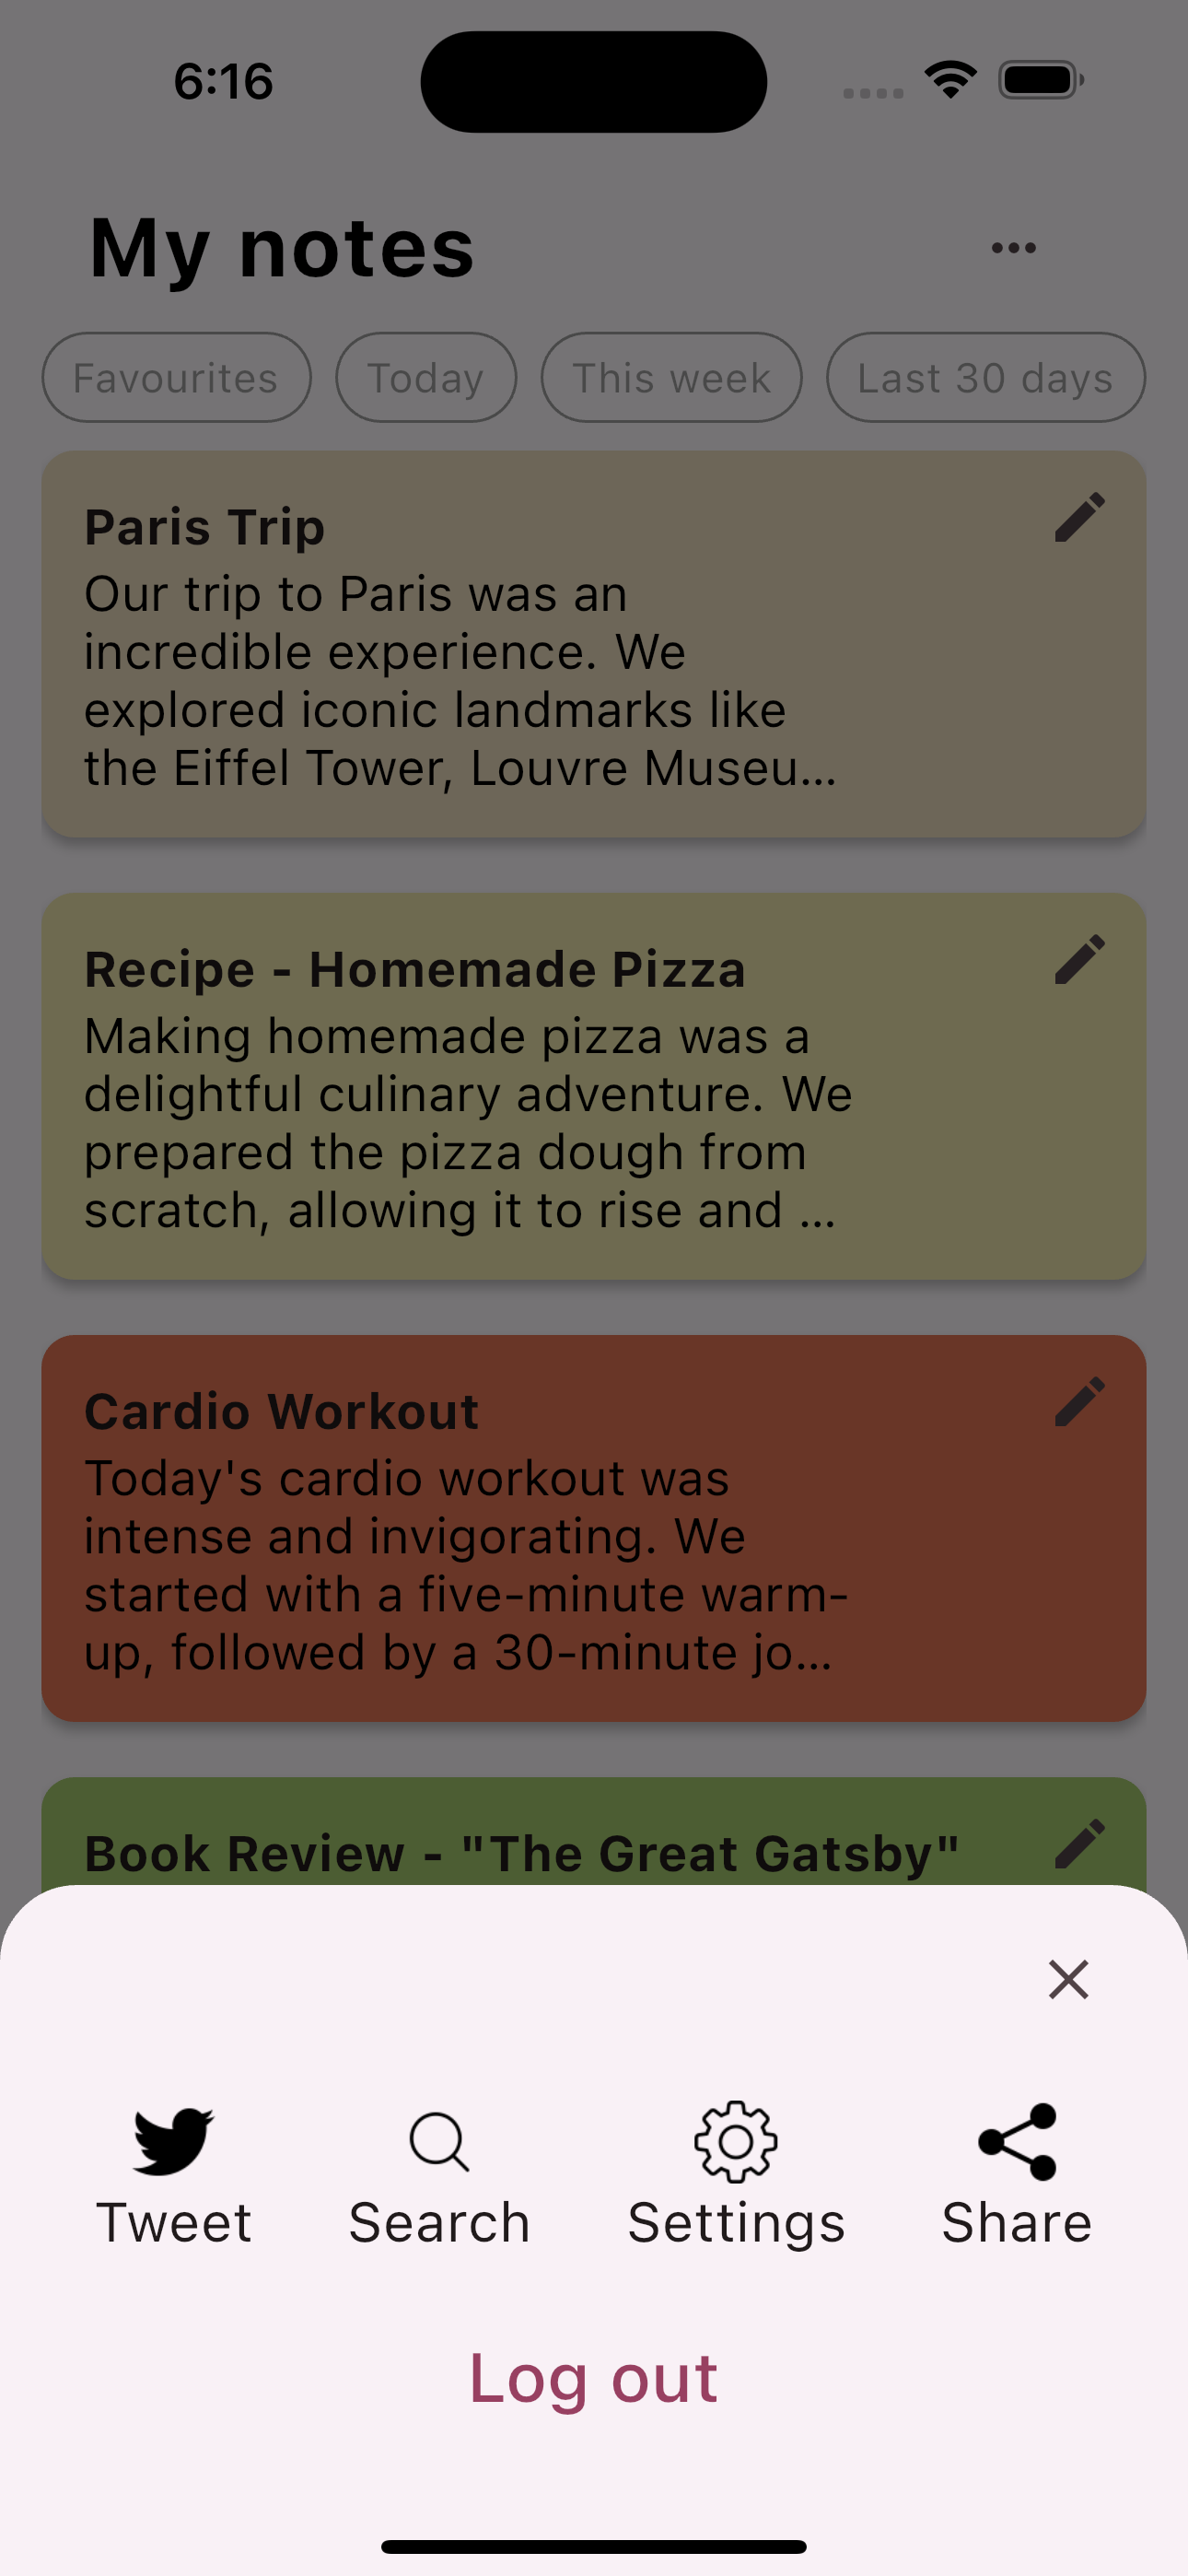 6:16
My notes
Favourites
Today
This week
Last 30 days
Paris Trip
Our trip to Paris was an
incredible experience. We
explored iconic landmarks like
the Eiffel Tower, Louvre Museu...
Recipe - Homemade Pizza
Making homemade pizza was a
delightful culinary adventure. We
prepared the pizza dough from
scratch, allowing it to rise and ...
Cardio Workout
Today's cardio workout was
intense and invigorating. We
started with a five-minute warm-
up, followed by a 30-minute jo...
Book Review - "The Great Gatsby"
Tweet
Search
Settings
Share
Log out